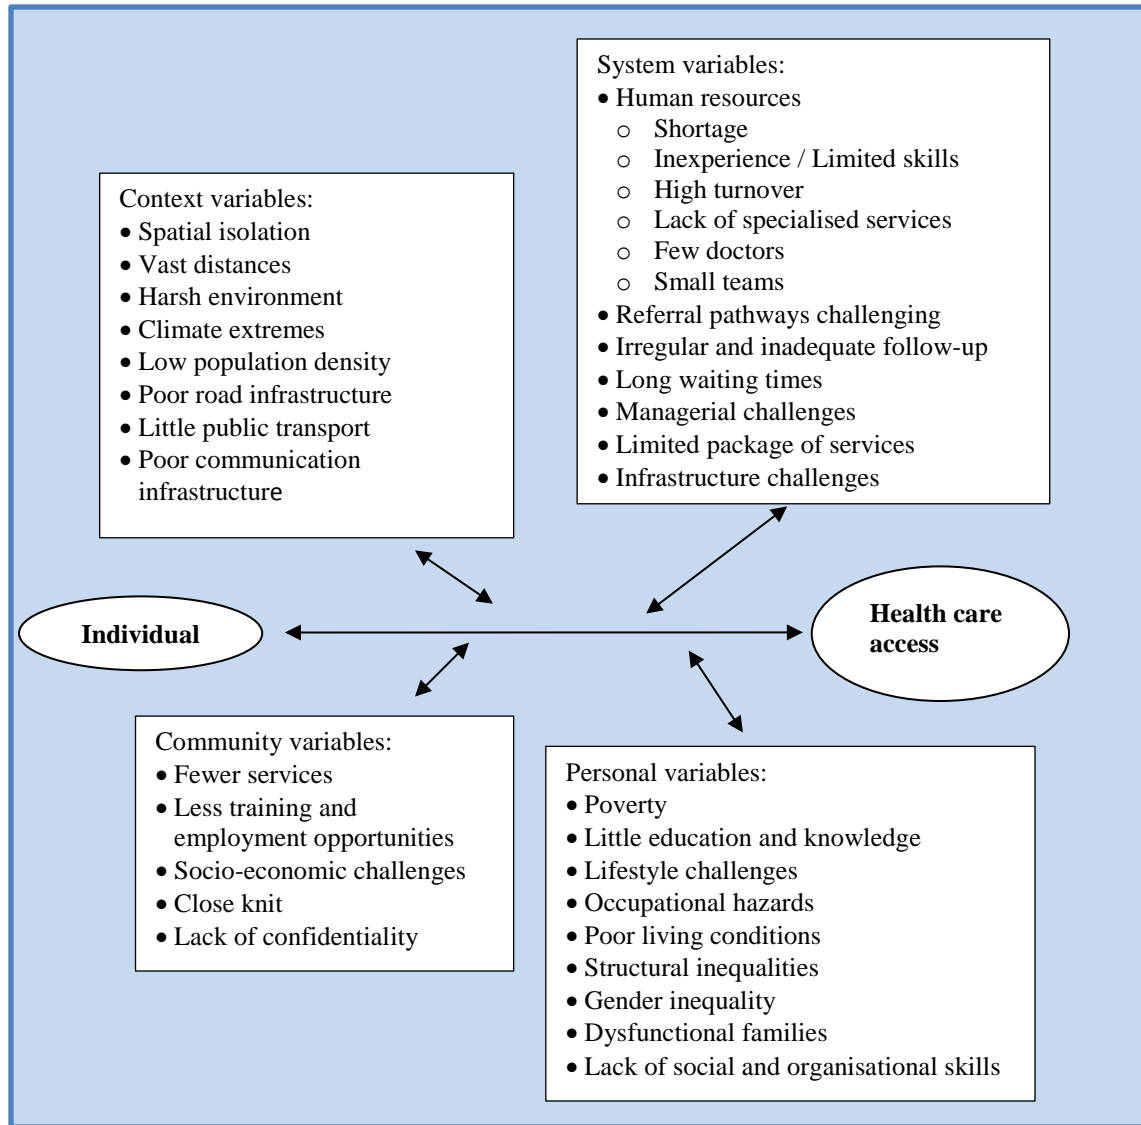 Context variables:
• Spatial isolation
• Vast distances
• Harsh environment
• Climate extremes
• Low population density
• Poor road infrastructure
• Little public transport
• Poor communication
infrastructure
System variables:
• Human resources
o Shortage
o Inexperience / Limited skills
o High turnover
o Lack of specialised services
o Few doctors
o Small teams
• Referral pathways challenging
• Irregular and inadequate follow-up
• Long waiting times
• Managerial challenges
• Limited package of services
• Infrastructure challenges
Individual
Health care
access
Community variables:
• Fewer services
• Less training and
employment opportunities
• Socio-economic challenges
• Close knit
• Lack of confidentiality
Personal variables:
• Poverty
• Little education and knowledge
• Lifestyle challenges
• Occupational hazards
• Poor living conditions
• Structural inequalities
• Gender inequality
• Dysfunctional families
• Lack of social and organisational skills